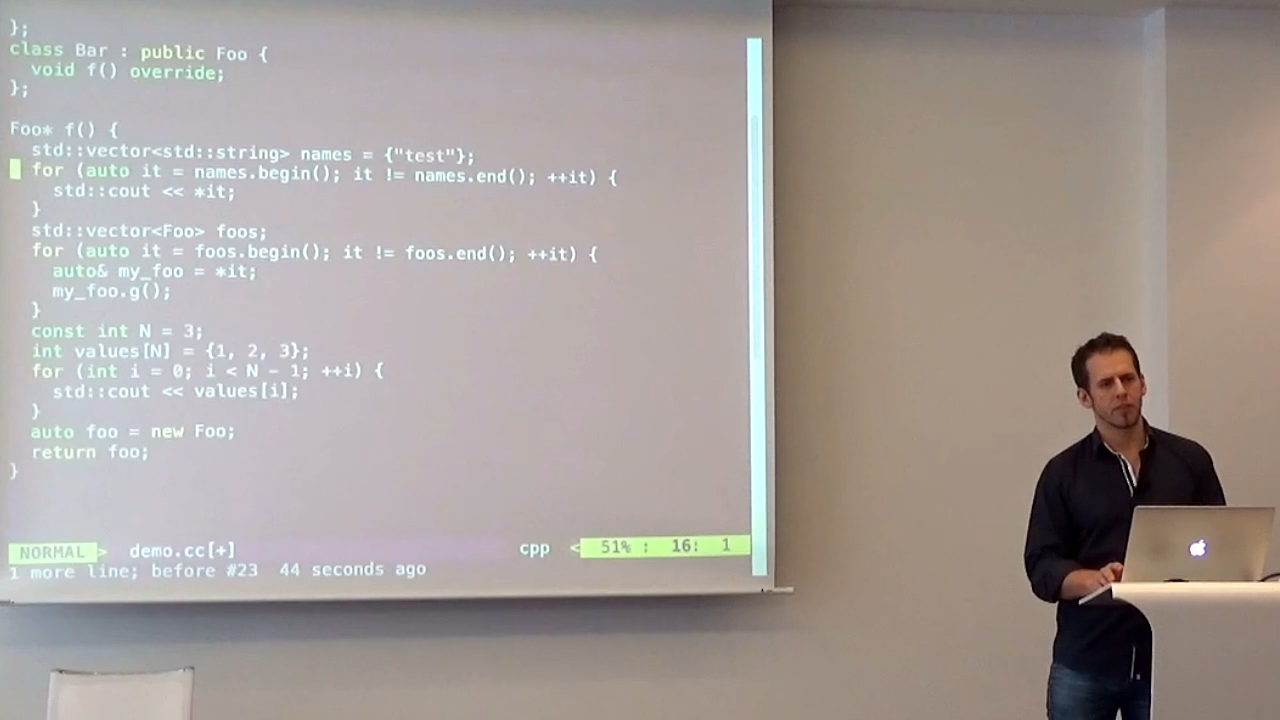 };
class Bar : public Foo {
  void f() override;
};

Foo* f() {
  std::vector<std::string> names = {"test"};
  for (auto it = names.begin(); it != names.end(); ++it) {
    std::cout << *it;
  }
  std::vector<Foo> foos;
  for (auto it = foos.begin(); it != foos.end(); ++it) {
    auto& my_foo = *it;
    my_foo.g();
  }
  const int N = 3;
  int values[N] = {1, 2, 3};
  for (int i = 0; i < N - 1; ++i) {
    std::cout << values[i];
  }
  auto foo = new Foo;
  return foo;
}
NORMAL > demo.cc[+] cpp < 51% : 16: 1
1 more line; before #23  44 seconds ago